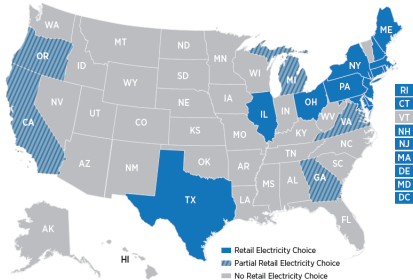 WA
MT
ND
MN
ME
OR
ID
SD
WI
MI
NY
WY
IA
PA
NE
NV
UT
CO
IL
IN
OH
WV
VA
CA
KS
MO
KY
NC
TN
AZ
NM
OK
AR
SC
MS
AL
GA
TX
LA
FL
AK
HI
RI
CT
VT
NH
NJ
MA
DE
MD
DC
Retail Electricity Choice
Partial Retail Electricity Choice
No Retail Electricity Choice